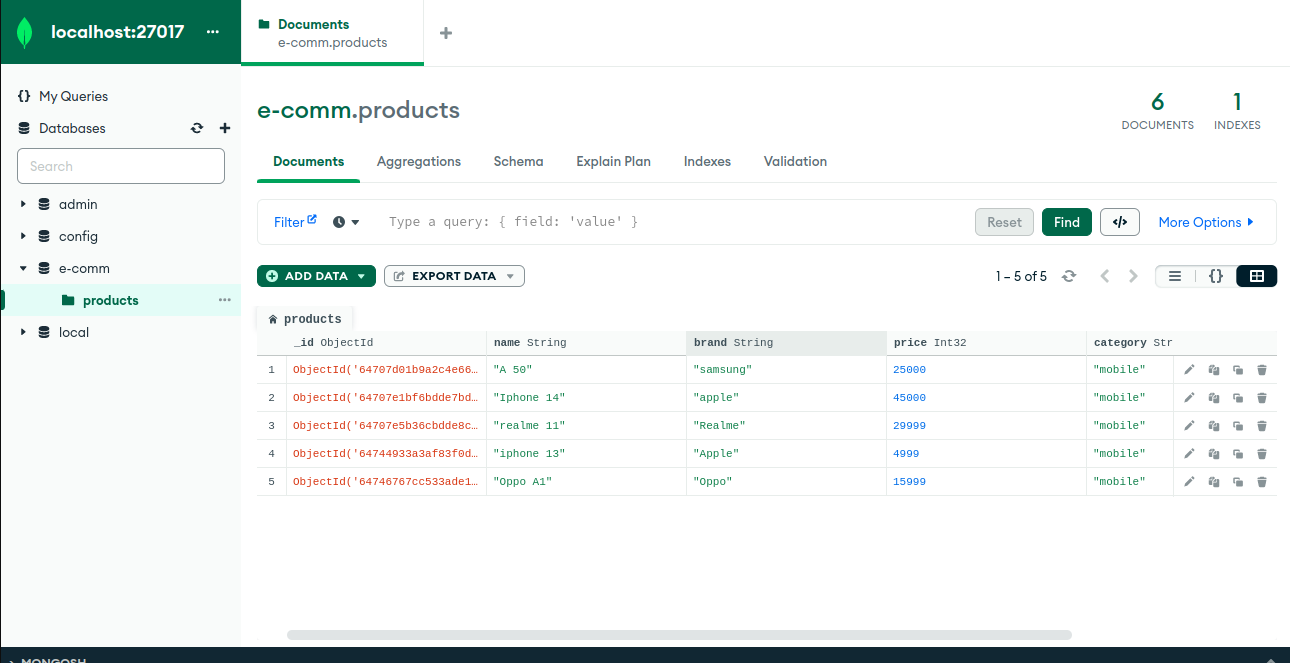 localhost:27017 ...
Documents
e-comm.products
+
{} My Queries
Databases
Search
admin
config
e-comm
products ...
local
e-comm.products
6
DOCUMENTS
1
INDEXES
Documents Aggregations Schema Explain Plan Indexes Validation
Filter Type a query: { field: 'value' } Reset Find </> More Options
ADD DATA EXPORT DATA 1 – 5 of 5 {}
products
_id ObjectId name String brand String price Int32 category Str
1 ObjectId('64707d01b9a2c4e66… "A 50" "samsung" 25000 "mobile"
2 ObjectId('64707e1bf6bdde7bd… "Iphone 14" "apple" 45000 "mobile"
3 ObjectId('64707e5b36cbdde8c… "realme 11" "Realme" 29999 "mobile"
4 ObjectId('64744933a3af83f0d… "iphone 13" "Apple" 4999 "mobile"
5 ObjectId('64746767cc533ade1… "Oppo A1" "Oppo" 15999 "mobile"
>_MONGOSH